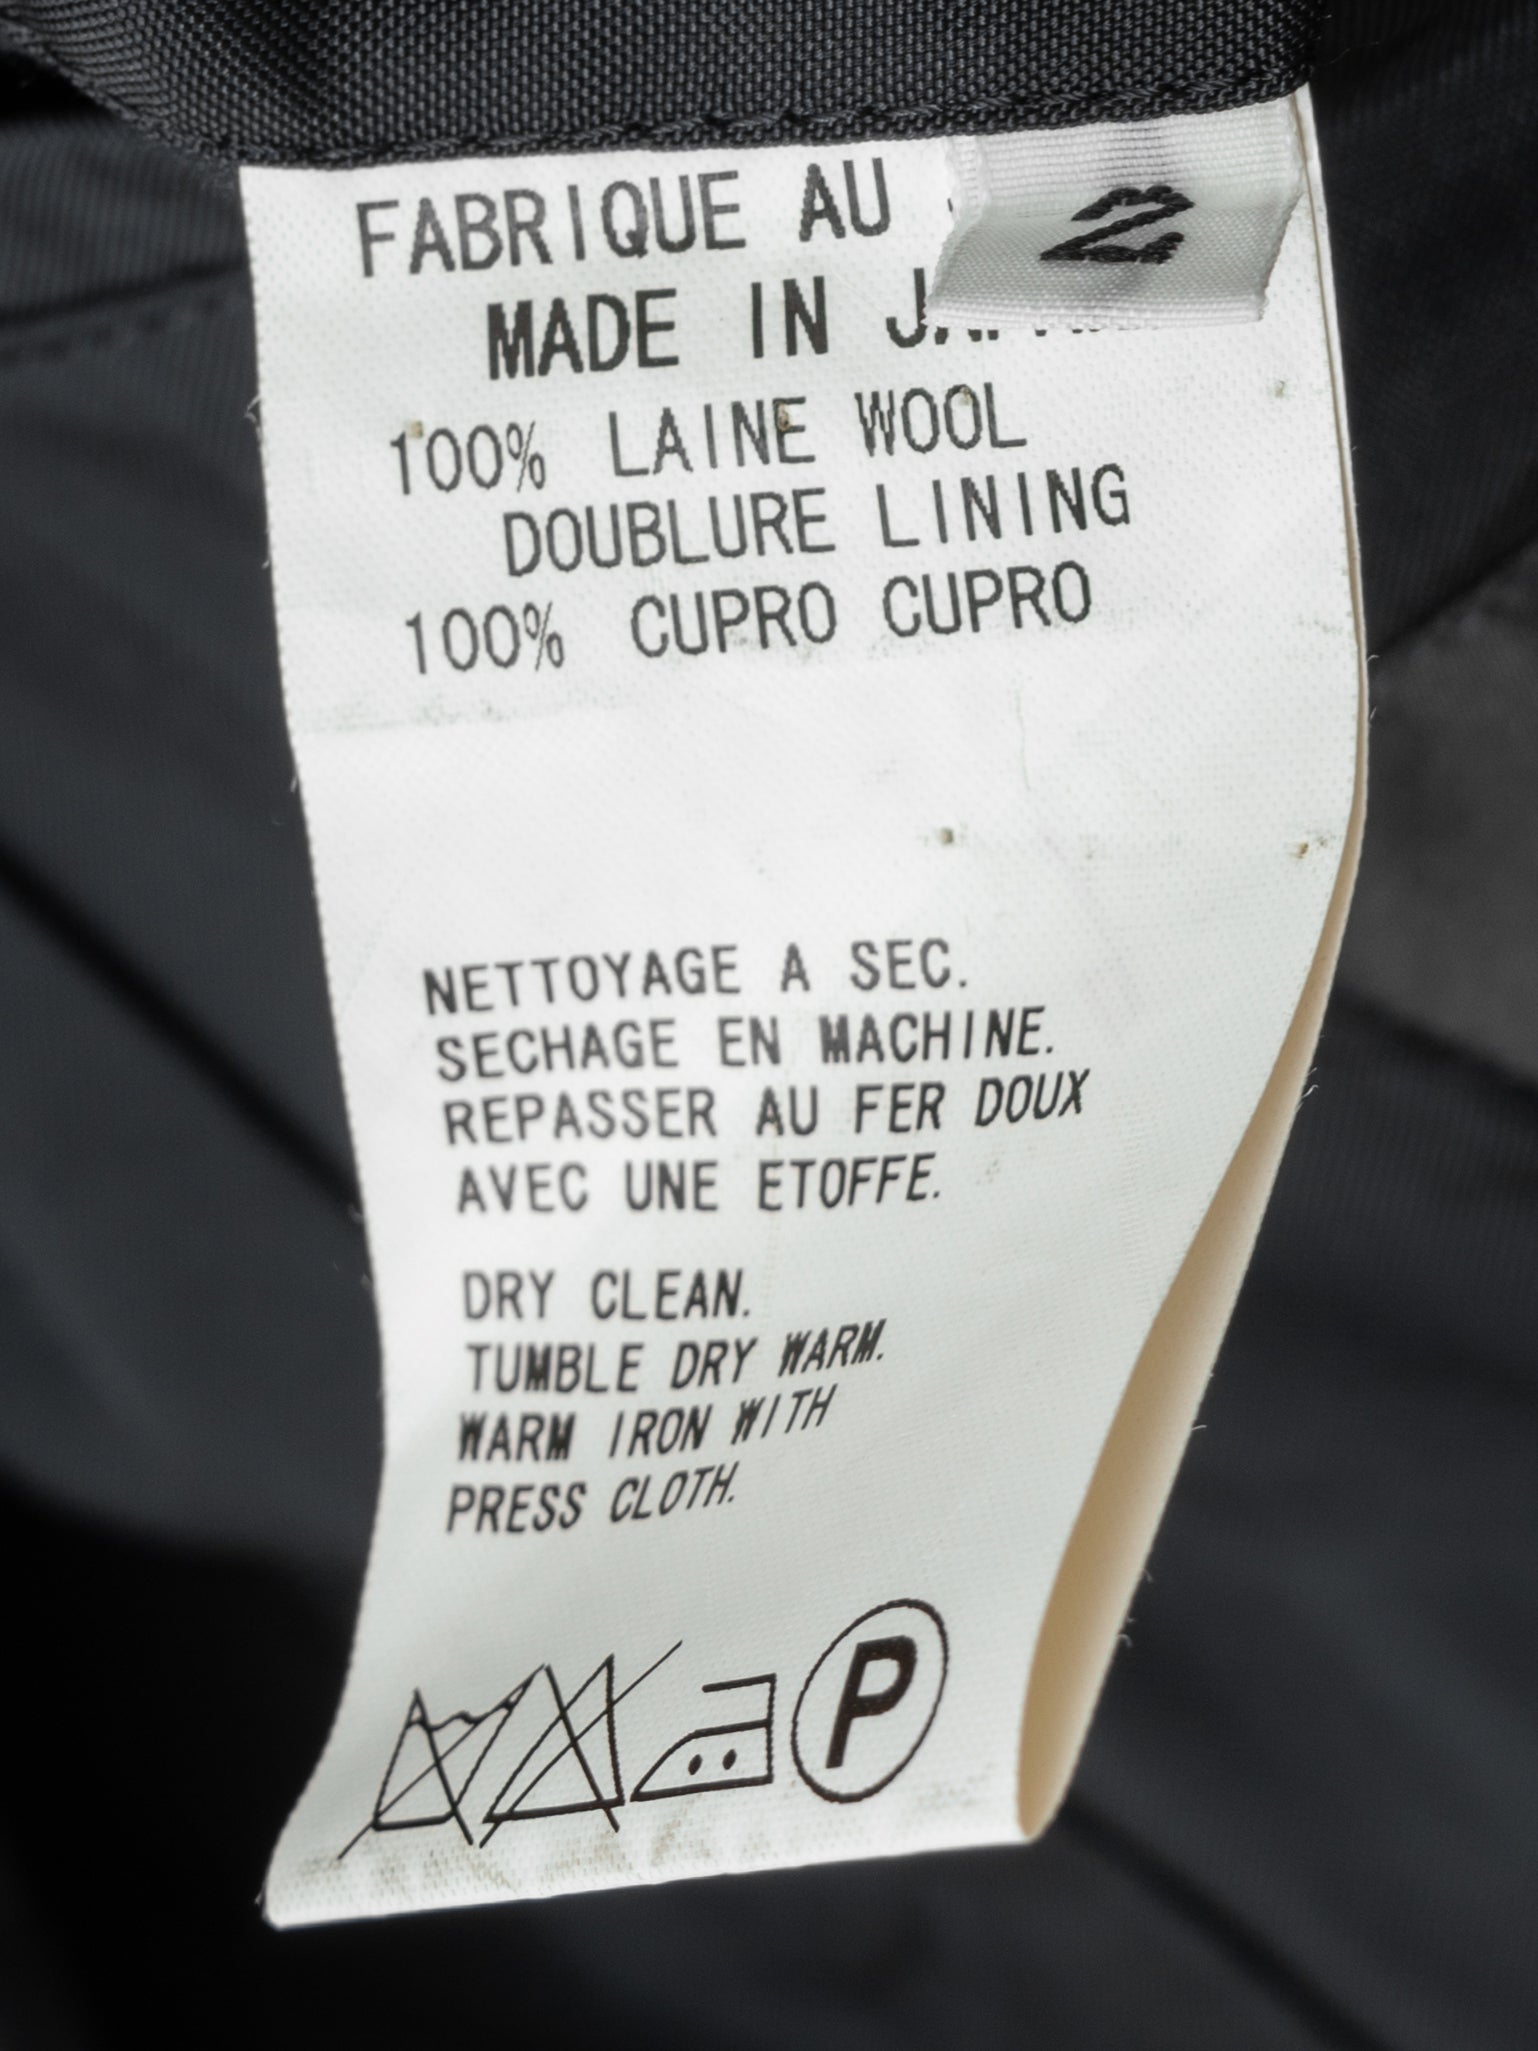 FABRIQUE AU
2
MADE IN
100% LAINE WOOL
DOUBLURE LINING
100% CUPRO CUPRO
NETTOYAGE A SEC.
SECHAGE EN MACHINE.
REPASSER AU FER DOUX
AVEC UNE ETOFFE.
DRY CLEAN.
TUMBLE DRY WARM.
WARM IRON WITH
PRESS CLOTH.
P